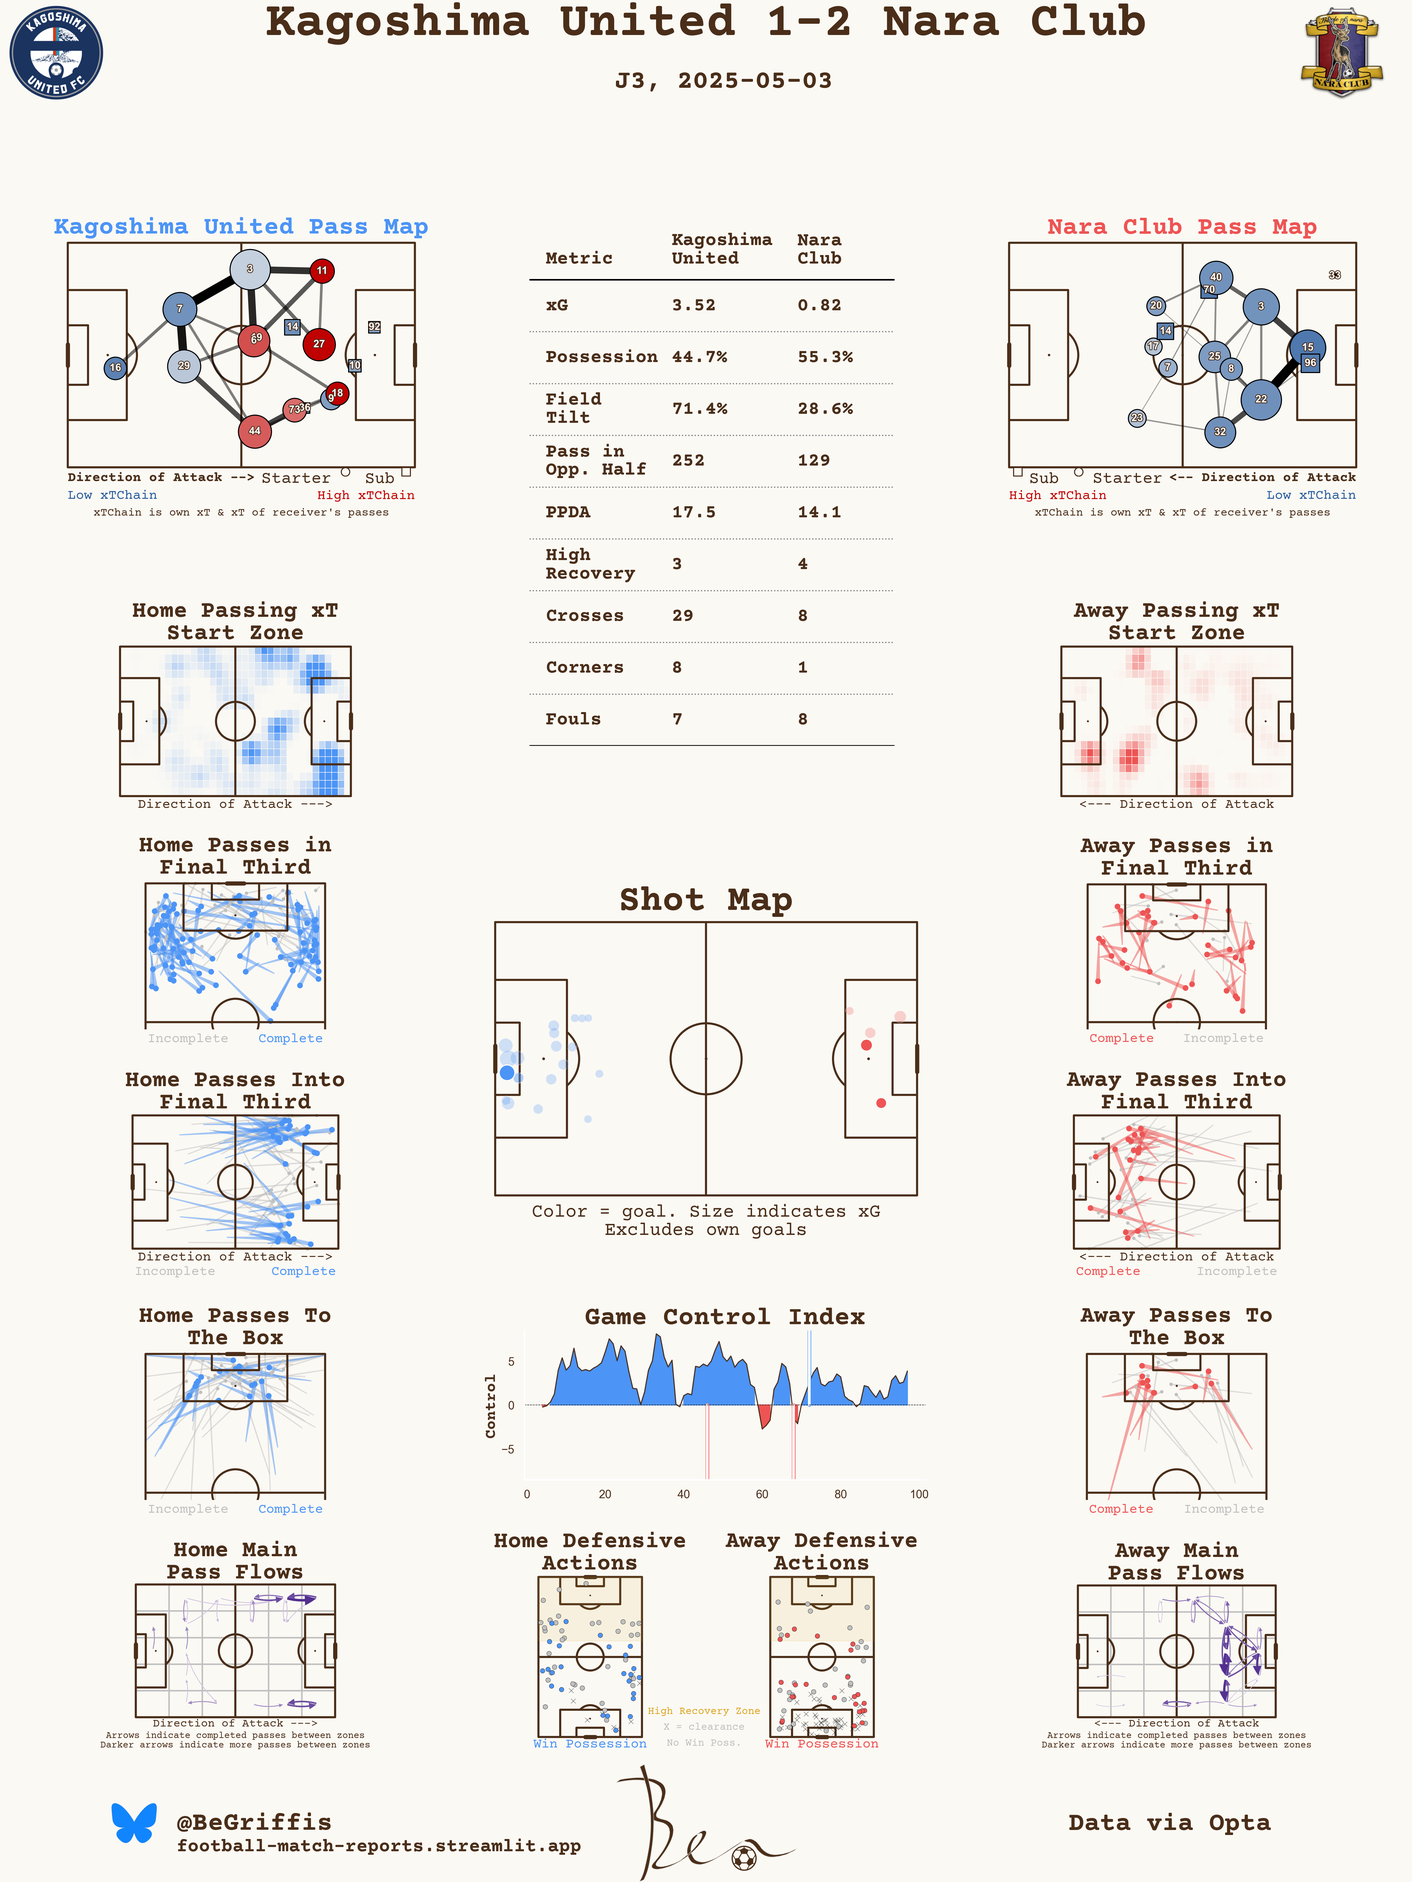 Kagoshima United 1-2 Nara Club
J3, 2025-05-03
KAGOSHIMA
UNITED FC
NARA CLUB
Kagoshima United Pass Map
3
11
7
69
14
92
27
29
10
16
18
9
36
73
44
Direction of Attack --> Starter Sub
Low xTChain High xTChain
xTChain is own xT & xT of receiver's passes
Metric Kagoshima United Nara Club
xG 3.52 0.82
Possession 44.7% 55.3%
Field Tilt 71.4% 28.6%
Pass in Opp. Half 252 129
PPDA 17.5 14.1
High Recovery 3 4
Crosses 29 8
Corners 8 1
Fouls 7 8
Nara Club Pass Map
33
40
70
20
3
14
17
25
15
7
8
96
22
23
32
Sub Starter <-- Direction of Attack
High xTChain Low xTChain
xTChain is own xT & xT of receiver's passes
Home Passing xT
Start Zone
Direction of Attack --->
Away Passing xT
Start Zone
<--- Direction of Attack
Home Passes in
Final Third
Incomplete Complete
Away Passes in
Final Third
Complete Incomplete
Shot Map
Color = goal. Size indicates xG
Excludes own goals
Home Passes Into
Final Third
Direction of Attack --->
Incomplete Complete
Away Passes Into
Final Third
<--- Direction of Attack
Complete Incomplete
Home Passes To
The Box
Incomplete Complete
Game Control Index
Control
5
0
−5
0 20 40 60 80 100
Away Passes To
The Box
Complete Incomplete
Home Main
Pass Flows
Direction of Attack --->
Arrows indicate completed passes between zones
Darker arrows indicate more passes between zones
Home Defensive
Actions
Win Possession
Away Defensive
Actions
Win Possession
High Recovery Zone
X = clearance
No Win Poss.
Away Main
Pass Flows
<--- Direction of Attack
Arrows indicate completed passes between zones
Darker arrows indicate more passes between zones
@BeGriffis
football-match-reports.streamlit.app
Ben
Data via Opta